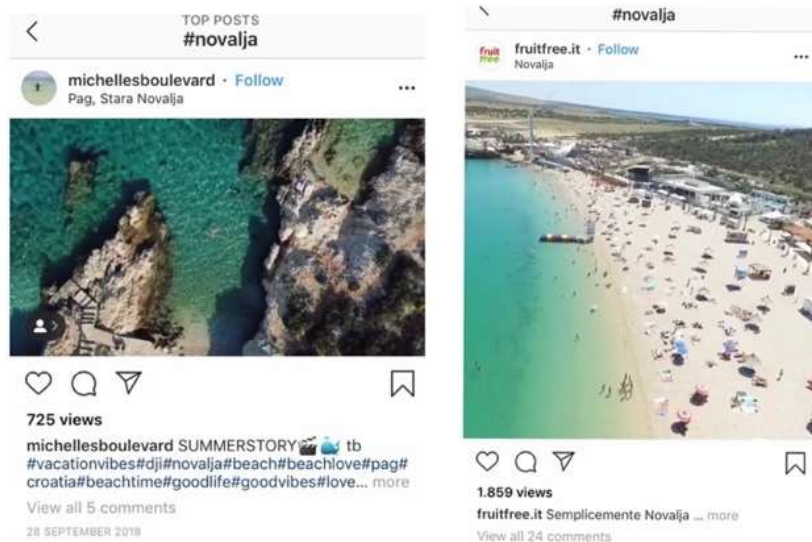 TOP POSTS
#novalja
michellesboulevard · Follow
Pag, Stara Novalja
725 views
michellesboulevard SUMMERSTORY🎬🐳 tb
#vacationvibes#dji#novalja#beach#beachlove#pag#
croatia#beachtime#goodlife#goodvibes#love... more
View all 5 comments
28 SEPTEMBER 2018
#novalja
fruit
free
fruitfree.it · Follow
Novalja
1.859 views
fruitfree.it Semplicemente Novalja ... more
View all 24 comments